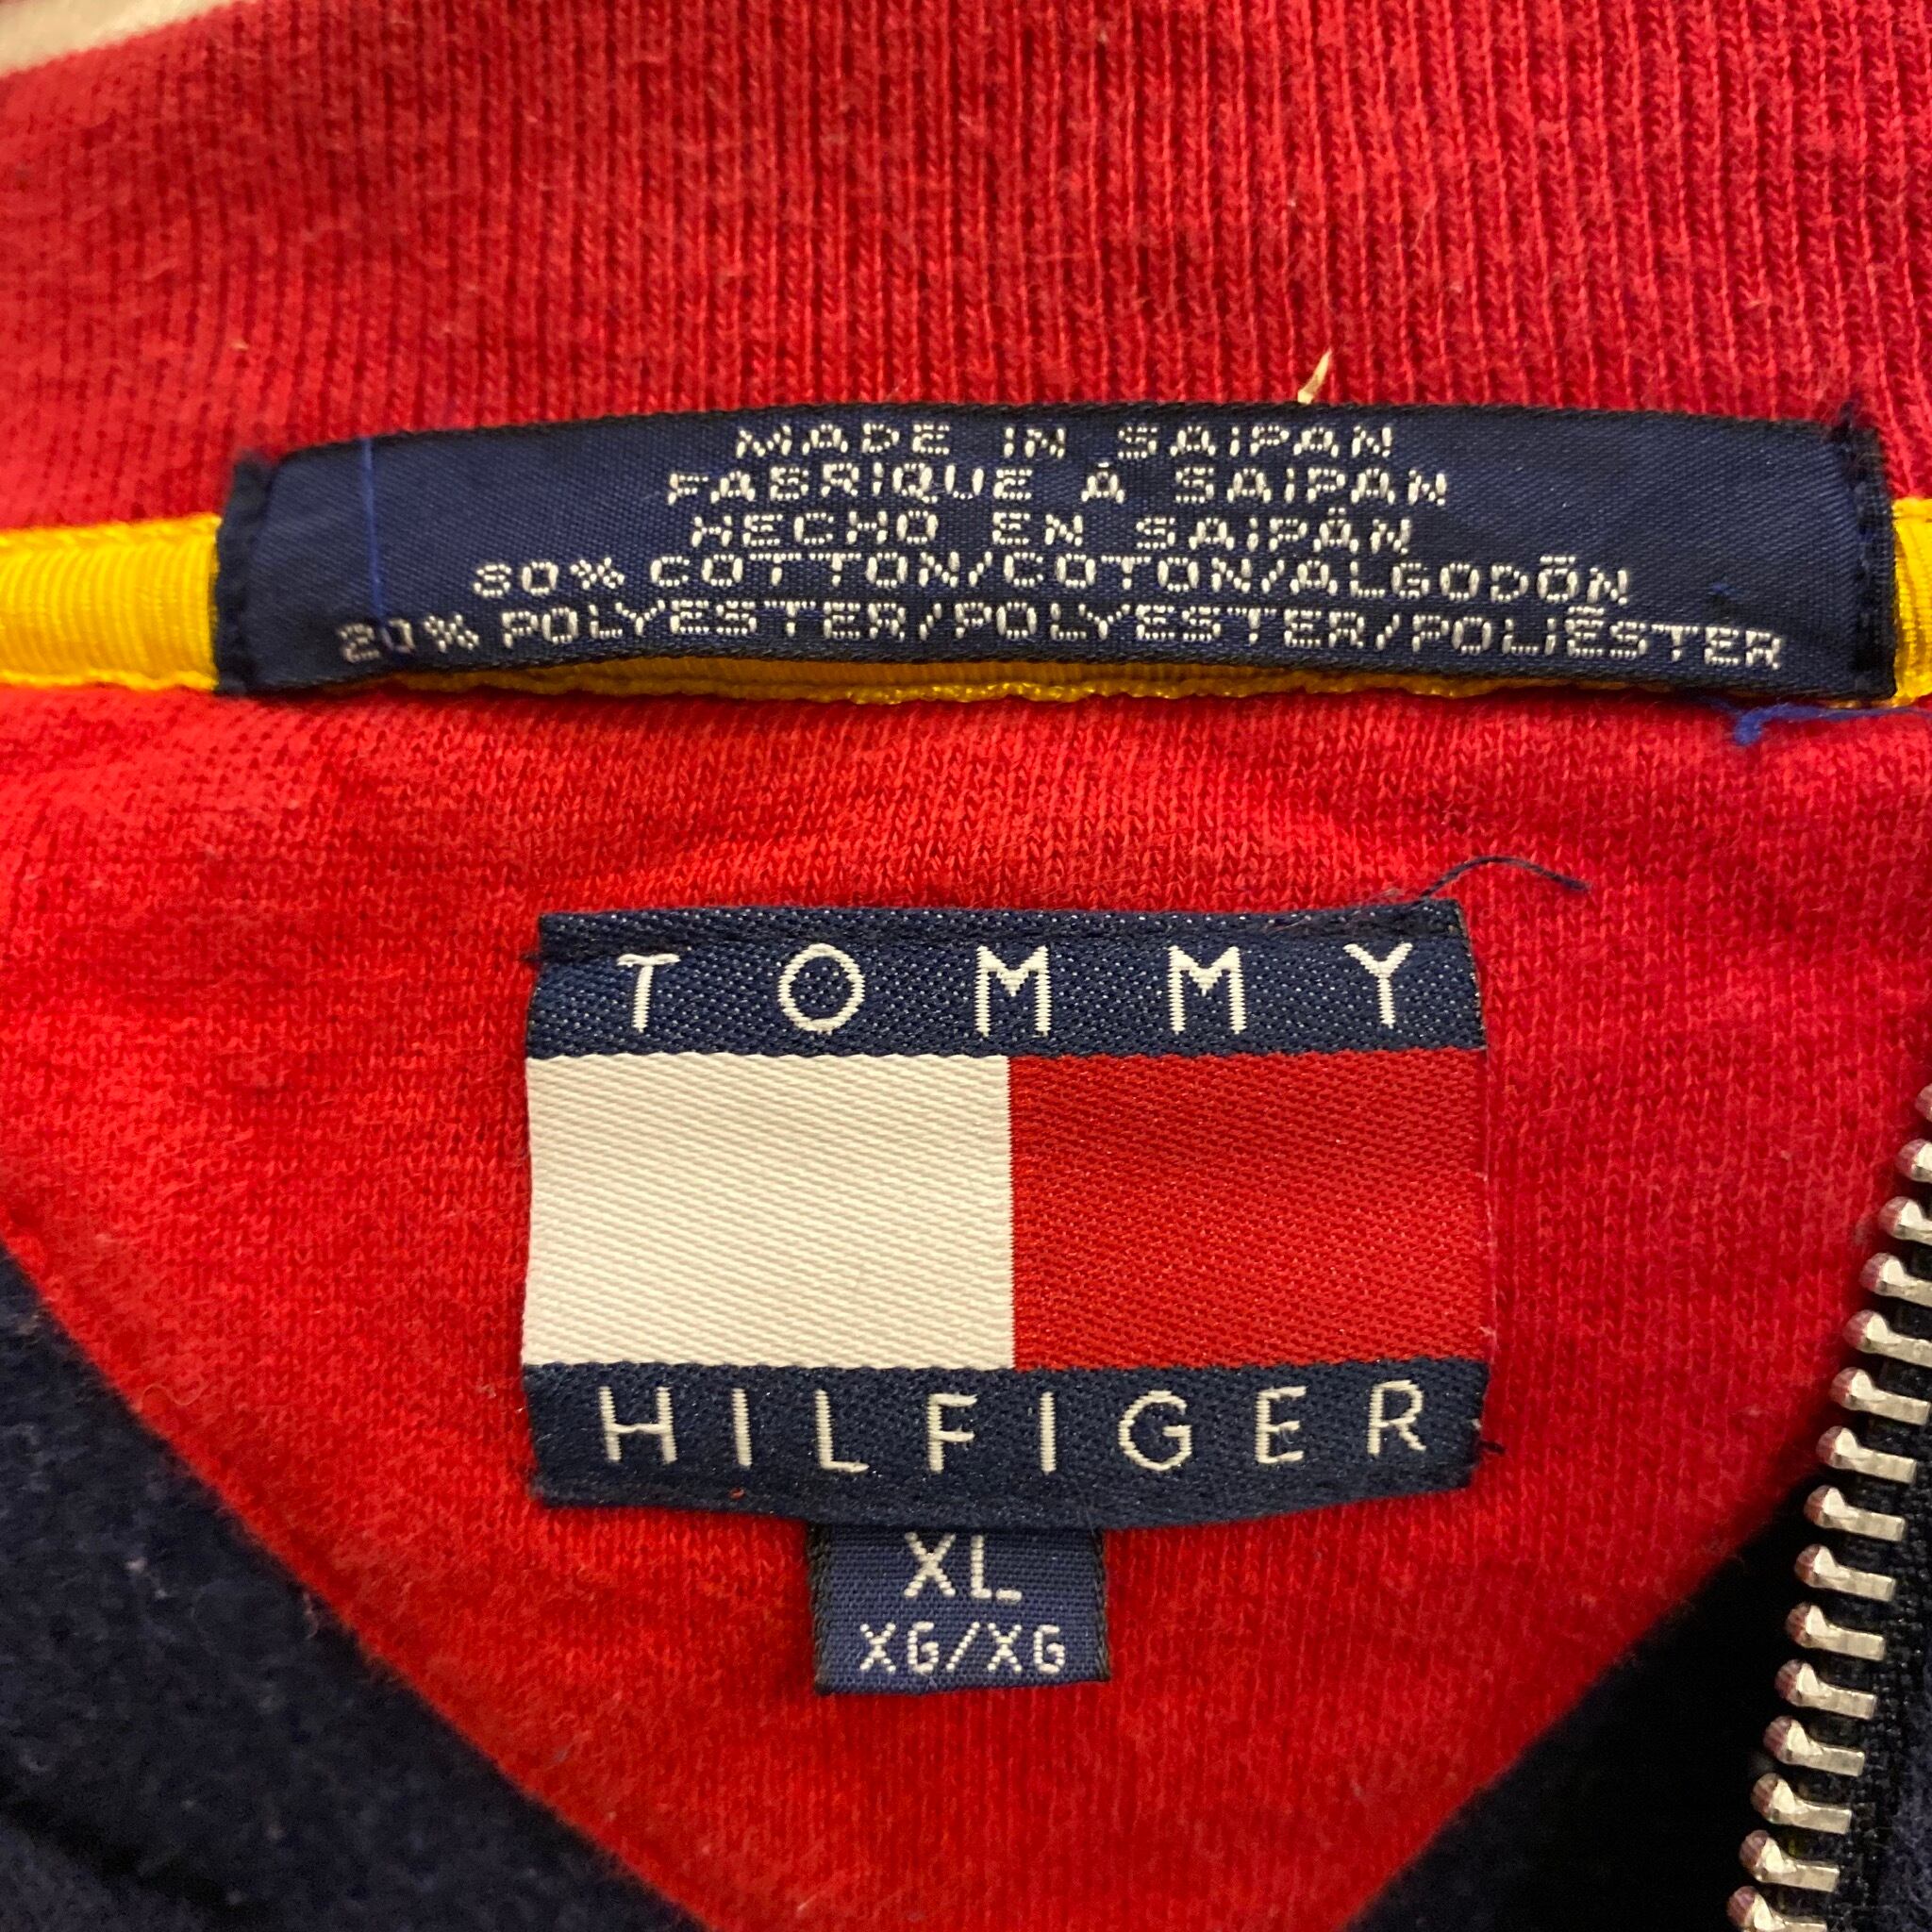 MADE IN SAIPAN
FABRIQUÉ À SAIPAN
HECHO EN SAIPÁN
80% COTTON/COTON/ALGODÓN
20% POLYESTER/POLYESTER/POLIÉSTER
TOMMY
HILFIGER
XL
XG/XG